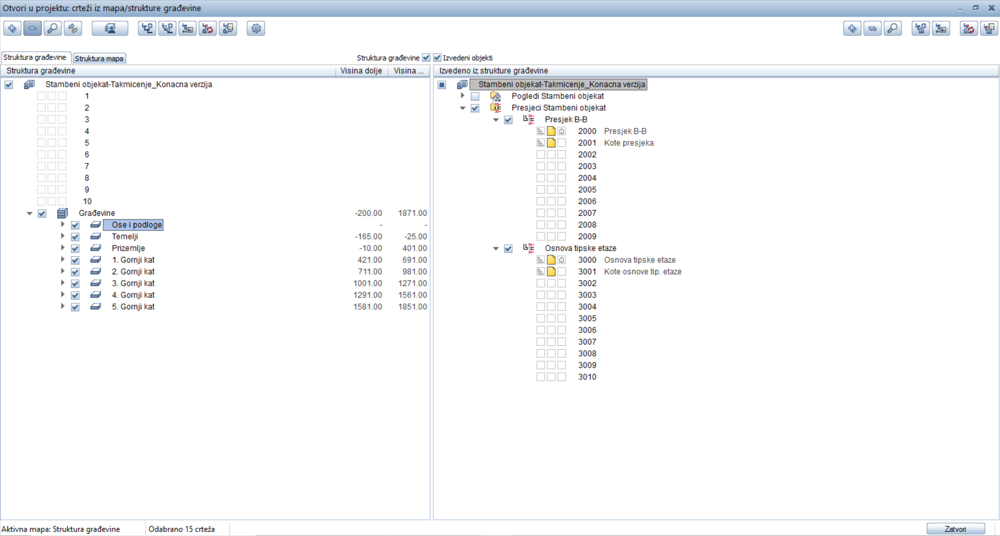 Otvori u projektu: crteži iz mapa/strukture građevine
Struktura građevine
Struktura mapa
Struktura građevine
Izvedeni objekti
Struktura građevine
Visina dolje
Visina ...
Stambeni objekat-Takmicenje_Konacna verzija
1
2
3
4
5
6
7
8
9
10
Građevine -200.00 1871.00
Ose i podloge - -
Temelji -165.00 -25.00
Prizemlje -10.00 401.00
1. Gornji kat 421.00 691.00
2. Gornji kat 711.00 981.00
3. Gornji kat 1001.00 1271.00
4. Gornji kat 1291.00 1561.00
5. Gornji kat 1581.00 1851.00
Izvedeno iz strukture građevine
Stambeni objekat-Takmicenje_Konacna verzija
Pogledi Stambeni objekat
Presjeci Stambeni objekat
Presjek B-B
2000 Presjek B-B
2001 Kote presjeka
2002
2003
2004
2005
2006
2007
2008
2009
Osnova tipske etaze
3000 Osnova tipske etaze
3001 Kote osnove tip. etaze
3002
3003
3004
3005
3006
3007
3008
3009
3010
Aktivna mapa: Struktura građevine
Odabrano 15 crteža
Zatvori